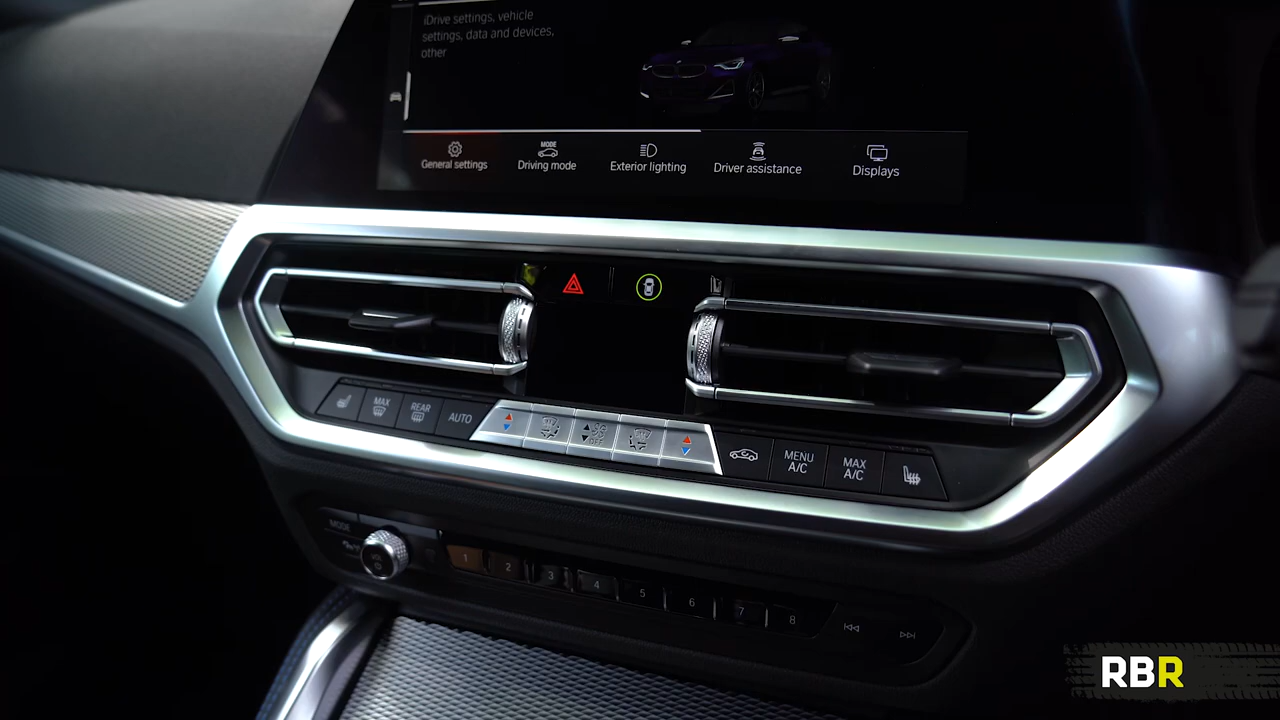 iDrive settings, vehicle
settings, data and devices,
other
General settings
MODE
Driving mode
Exterior lighting
Driver assistance
Displays
MAX
REAR
AUTO
OFF
MENU
A/C
MAX
A/C
MODE
1
2
3
4
5
6
7
8
RBR